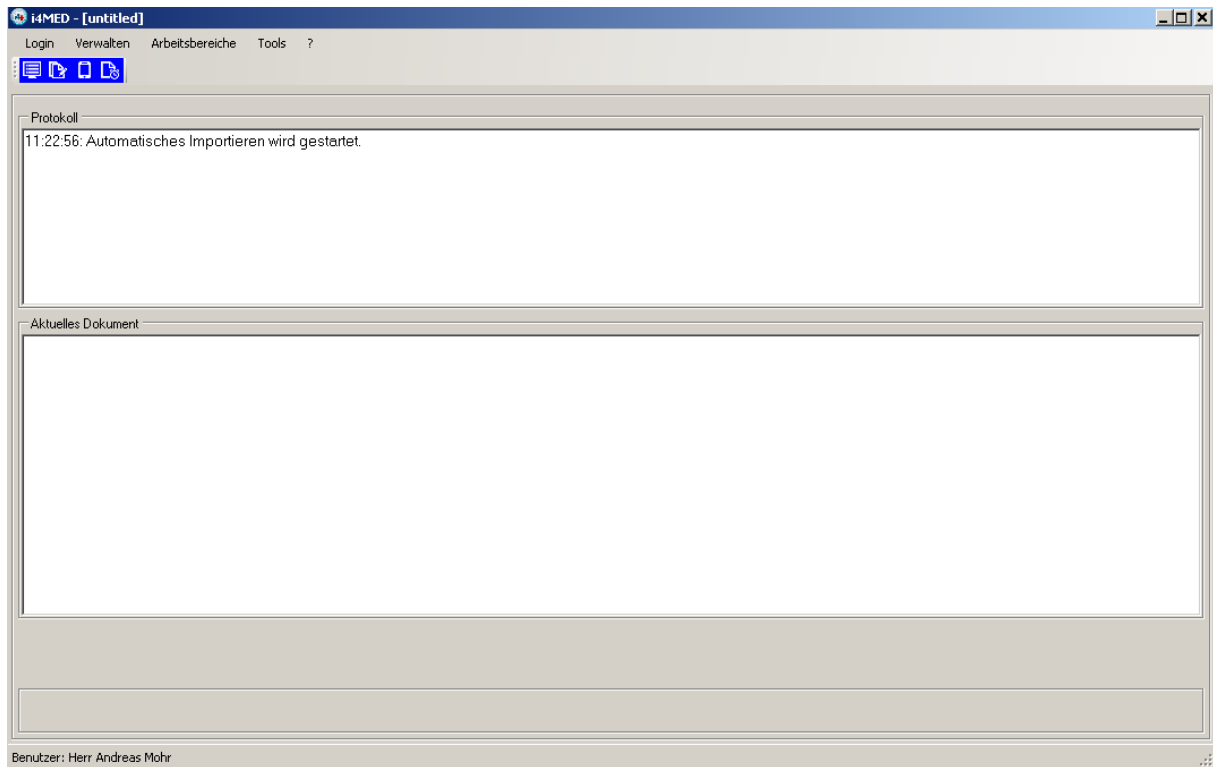 i4MED - [untitled]
Login Verwalten Arbeitsbereiche Tools ?
Protokoll
11:22:56: Automatisches Importieren wird gestartet.
Aktuelles Dokument
Benutzer: Herr Andreas Mohr